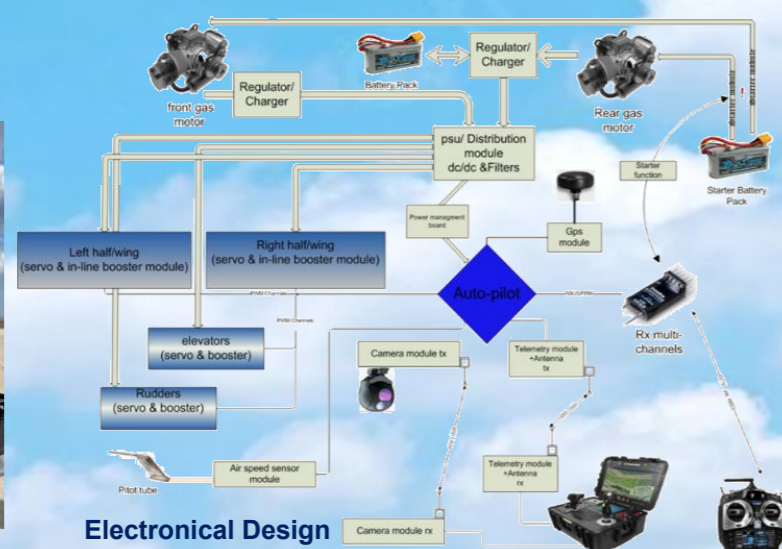 Regulator/
Charger
front gas
motor
Regulator/
Charger
Battery Pack
Rear gas
motor
Starter Battery
Pack
psu/ Distribution
module
dc/dc &Filters
Starter
function
Power managment
board
Gps
module
Left half/wing
(servo & in-line booster module)
Right half/wing
(servo & in-line booster module)
Auto-pilot
PWM Channels
PWM Channels
Rx multi-
channels
elevators
(servo & booster)
Camera module tx
Telemetry module
+Antenna
tx
Rudders
(servo & booster)
Pitot tube
Air speed sensor
module
Telemetry module
+Antenna
rx
Electronical Design
Camera module rx